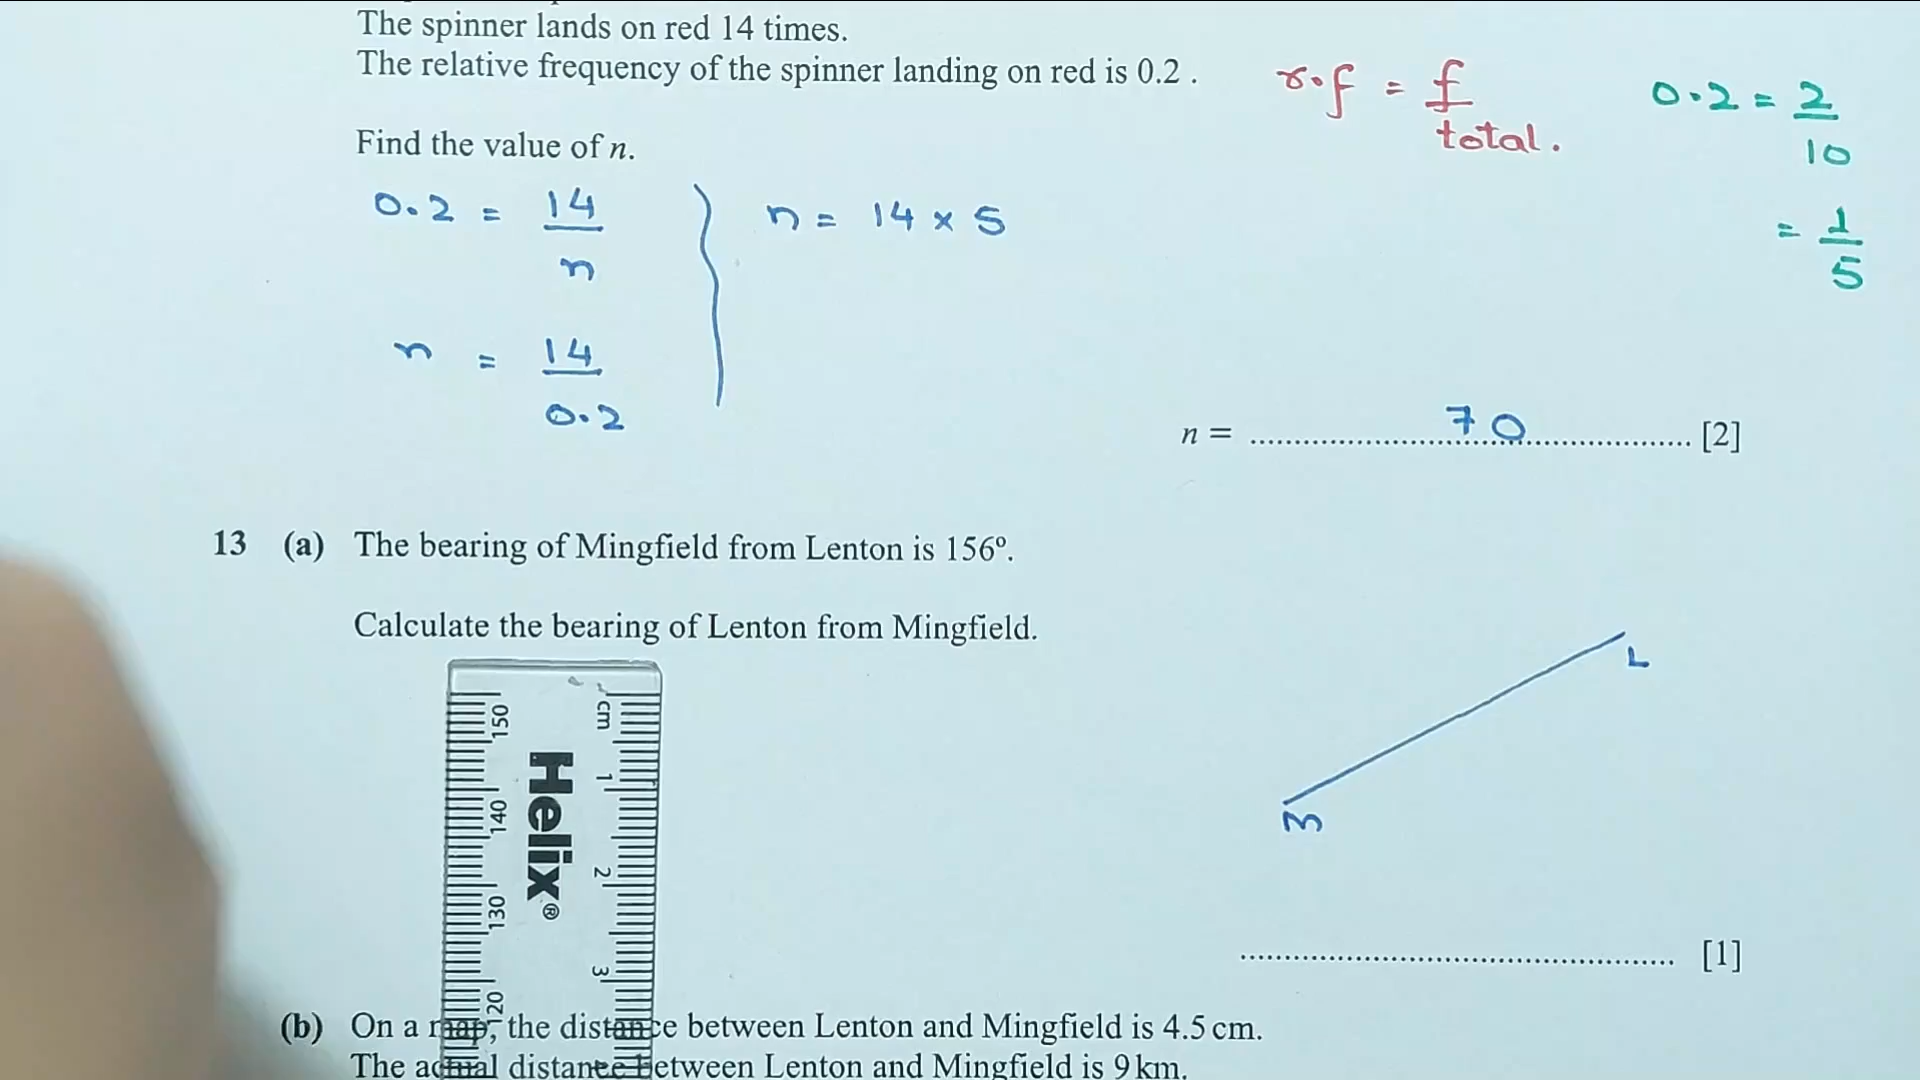 The spinner lands on red 14 times.
The relative frequency of the spinner landing on red is 0.2 .
r.f = f / total.
0.2 = 2 / 10
= 1 / 5
Find the value of n.
0.2 = 14 / n
n = 14 × 5
n = 14 / 0.2
n = 70 [2]
13 (a) The bearing of Mingfield from Lenton is 156º.
Calculate the bearing of Lenton from Mingfield.
L
M
cm 1 2 3
Helix®
150 140 130 120
[1]
(b) On a map, the distance between Lenton and Mingfield is 4.5 cm.
The actual distance between Lenton and Mingfield is 9 km.